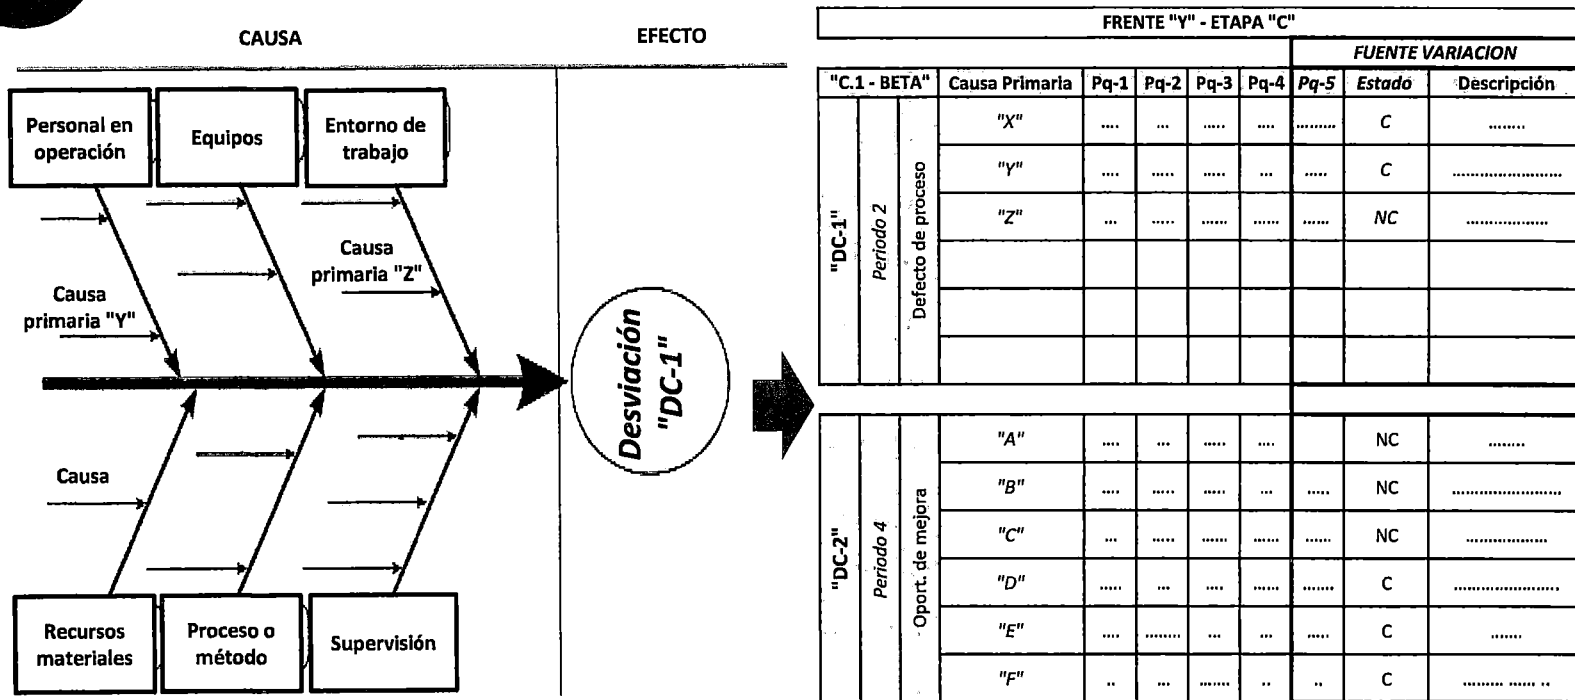 CAUSA
EFECTO
Personal en
operación
Equipos
Entorno de
trabajo
Causa
primaria "Z"
Causa
primaria "Y"
Desviación
"DC-1"
Causa
Recursos
materiales
Proceso o
método
Supervisión
FRENTE "Y" - ETAPA "C"
FUENTE VARIACION
"C.1 - BETA" Causa Primaria Pq-1 Pq-2 Pq-3 Pq-4 Pq-5 Estado Descripción
"DC-1"
Periodo 2
Defecto de proceso
"X" .... ... ..... .... ......... C ........
"Y" .... ..... ..... ... ..... C .......................
"Z" ... ..... ...... ...... ...... NC ..................
"DC-2"
Periodo 4
Oport. de mejora
"A" .... ... ..... .... NC ........
"B" .... ..... ..... ... ..... NC .......................
"C" ... ..... ...... ...... ...... NC ..................
"D" ..... ... .... ...... ....... C ......................
"E" .... ........ ... ... ..... C .......
"F" .. ... ....... .. .. C ......... ...... ..